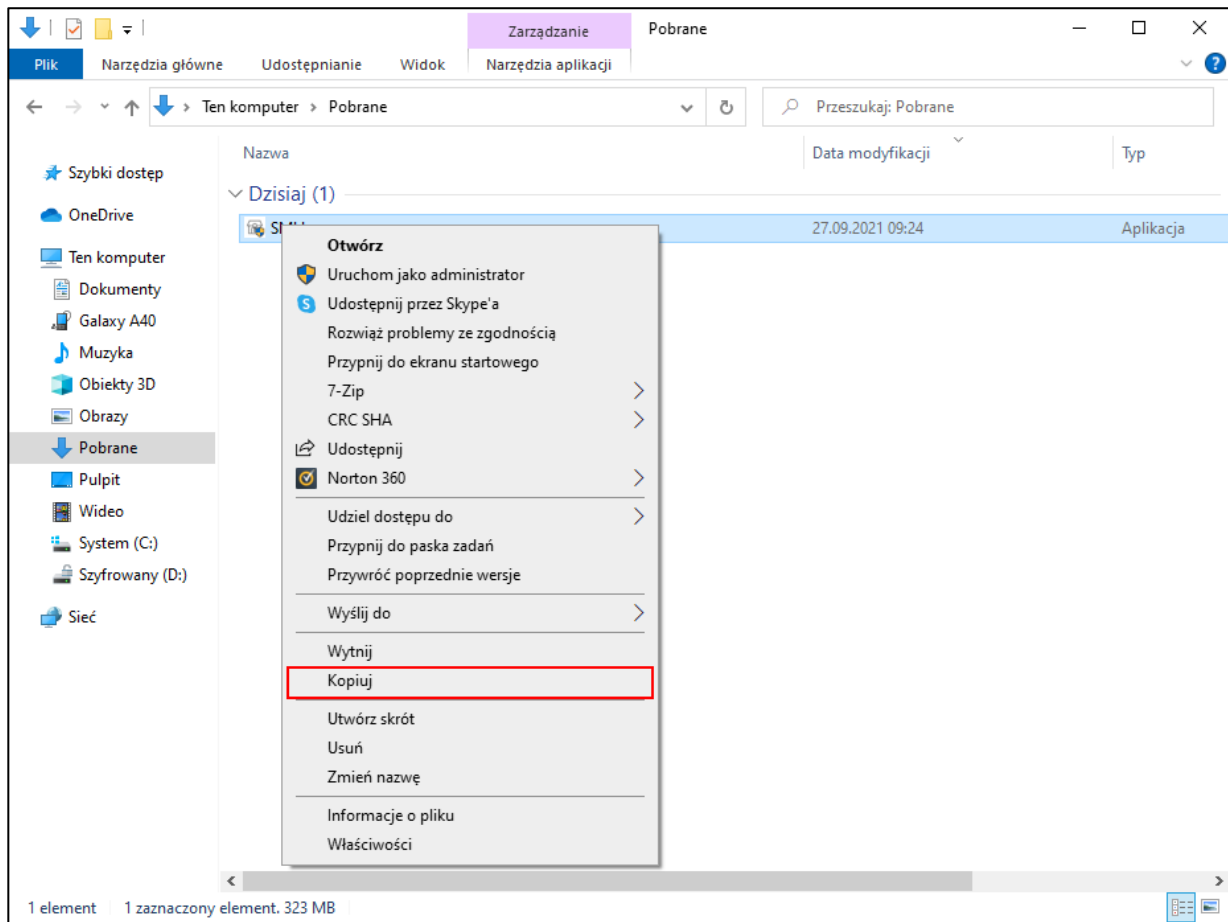 Zarządzanie
Pobrane
Plik
Narzędzia główne
Udostępnianie
Widok
Narzędzia aplikacji
Ten komputer > Pobrane
Przeszukaj: Pobrane
Nazwa
Data modyfikacji
Typ
Szybki dostęp
OneDrive
Ten komputer
Dokumenty
Galaxy A40
Muzyka
Obiekty 3D
Obrazy
Pobrane
Pulpit
Wideo
System (C:)
Szyfrowany (D:)
Sieć
Dzisiaj (1)
27.09.2021 09:24
Aplikacja
Otwórz
Uruchom jako administrator
Udostępnij przez Skype'a
Rozwiąż problemy ze zgodnością
Przypnij do ekranu startowego
7-Zip
CRC SHA
Udostępnij
Norton 360
Udziel dostępu do
Przypnij do paska zadań
Przywróć poprzednie wersje
Wyślij do
Wytnij
Kopiuj
Utwórz skrót
Usuń
Zmień nazwę
Informacje o pliku
Właściwości
1 element
1 zaznaczony element. 323 MB